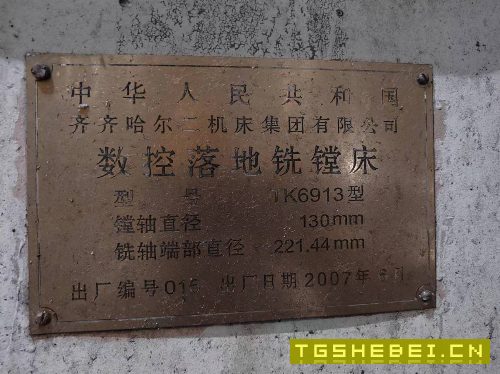 中华人民共和国
齐齐哈尔二机床集团有限公司
数控落地铣镗床
型 号 TK6913型
镗轴直径 130mm
铣轴端部直径 221.44mm
出厂编号 出厂日期 2007年
TGSHEBEI.CN